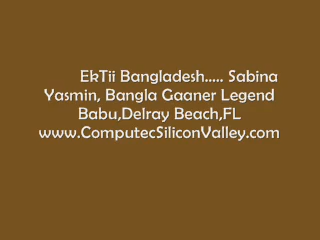 EkTii Bangladesh..... Sabina
Yasmin, Bangla Gaaner Legend
Babu,Delray Beach,FL
www.ComputecSiliconValley.com